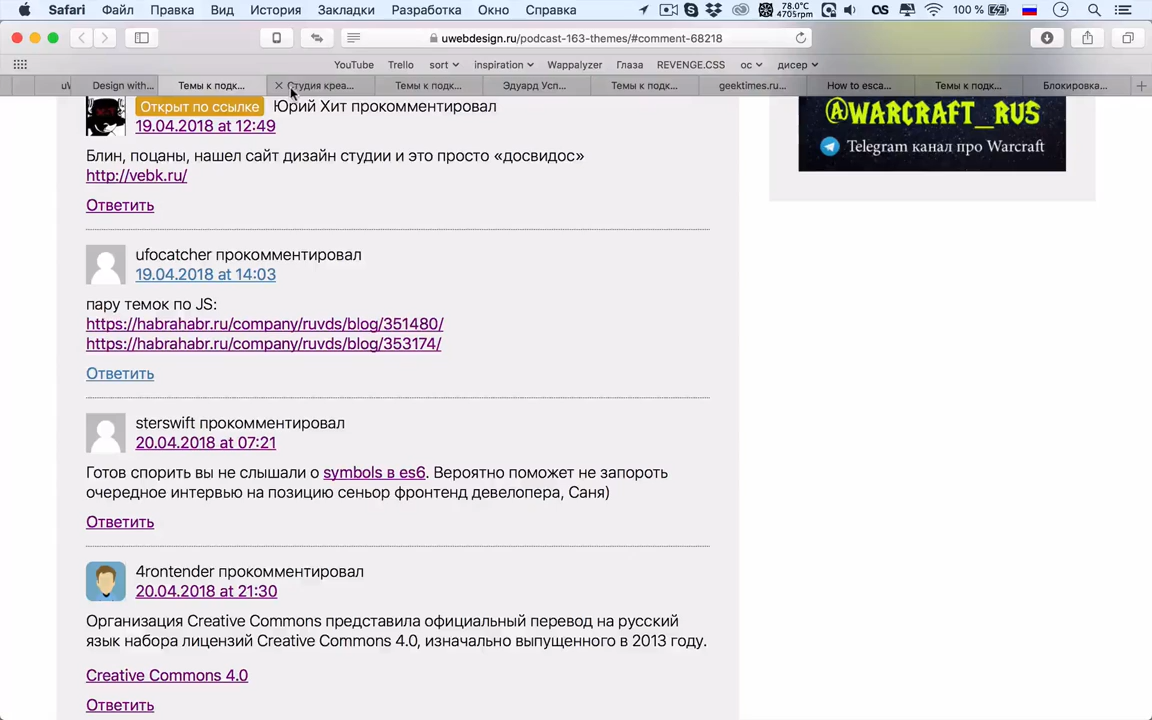 Safari Файл Правка Вид История Закладки Разработка Окно Справка 78.0°C 4705rpm 100 %
uwebdesign.ru/podcast-163-themes/#comment-68218
YouTube Trello sort inspiration Wappalyzer Глаза REVENGE.CSS ос дисер
Design with... Темы к подк... Студия креа... Темы к подк... Эдуард Усп... Темы к подк... geektimes.ru... How to esca... Темы к подк... Блокировка...
Открыт по ссылке Юрий Хит прокомментировал
19.04.2018 at 12:49
Блин, поцаны, нашел сайт дизайн студии и это просто «досвидос»
http://vebk.ru/
Ответить
ufocatcher прокомментировал
19.04.2018 at 14:03
пару темок по JS:
https://habrahabr.ru/company/ruvds/blog/351480/
https://habrahabr.ru/company/ruvds/blog/353174/
Ответить
sterswift прокомментировал
20.04.2018 at 07:21
Готов спорить вы не слышали о symbols в es6. Вероятно поможет не запороть
очередное интервью на позицию сеньор фронтенд девелопера, Саня)
Ответить
4rontender прокомментировал
20.04.2018 at 21:30
Организация Creative Commons представила официальный перевод на русский
язык набора лицензий Creative Commons 4.0, изначально выпущенного в 2013 году.
Creative Commons 4.0
Ответить
@WARCRAFT_RUS
Telegram канал про Warcraft